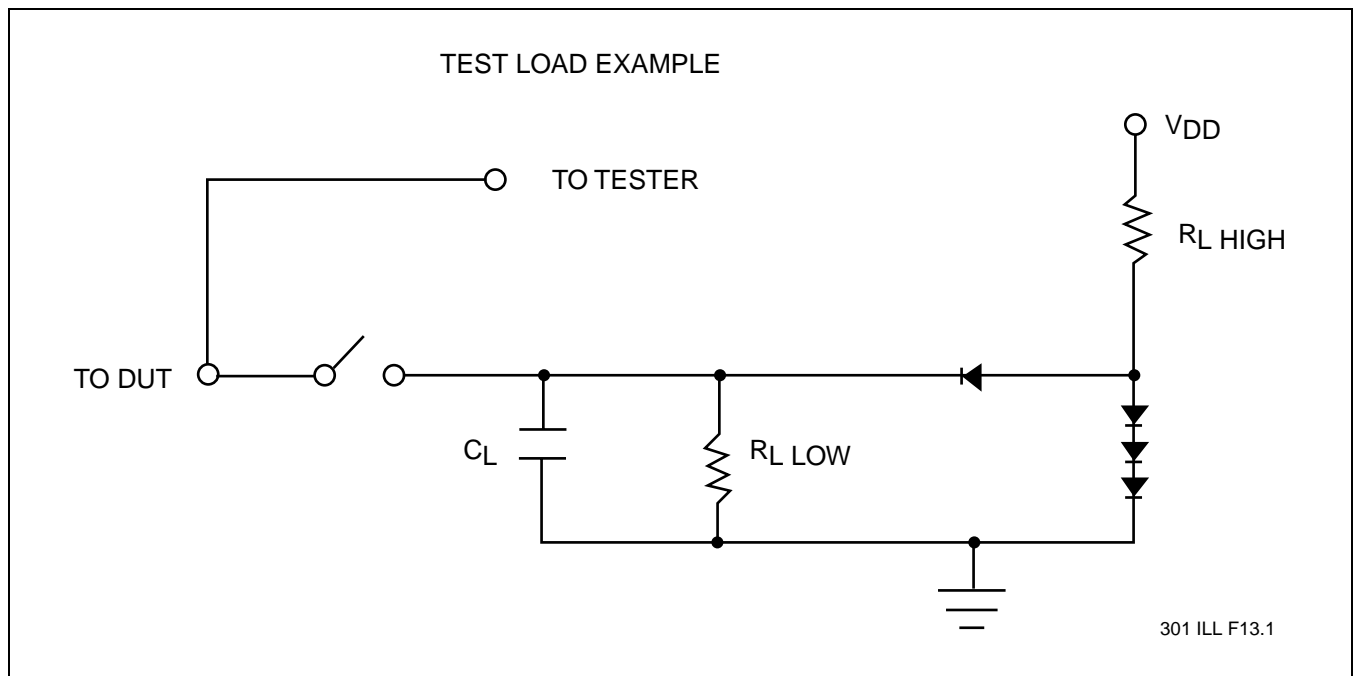 TEST LOAD EXAMPLE
VDD
TO TESTER
RL HIGH
TO DUT
CL
RL LOW
301 ILL F13.1